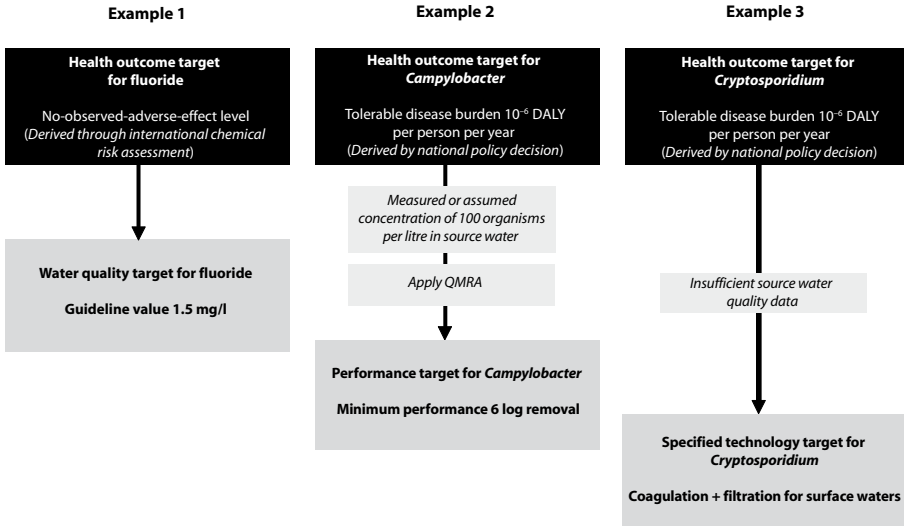 Example 1
Health outcome target
for fluoride
No-observed-adverse-effect level
(Derived through international chemical
risk assessment)
Water quality target for fluoride
Guideline value 1.5 mg/l
Example 2
Health outcome target for
Campylobacter
Tolerable disease burden 10⁻⁶ DALY
per person per year
(Derived by national policy decision)
Measured or assumed
concentration of 100 organisms
per litre in source water
Apply QMRA
Performance target for Campylobacter
Minimum performance 6 log removal
Example 3
Health outcome target for
Cryptosporidium
Tolerable disease burden 10⁻⁶ DALY
per person per year
(Derived by national policy decision)
Insufficient source water
quality data
Specified technology target for
Cryptosporidium
Coagulation + filtration for surface waters